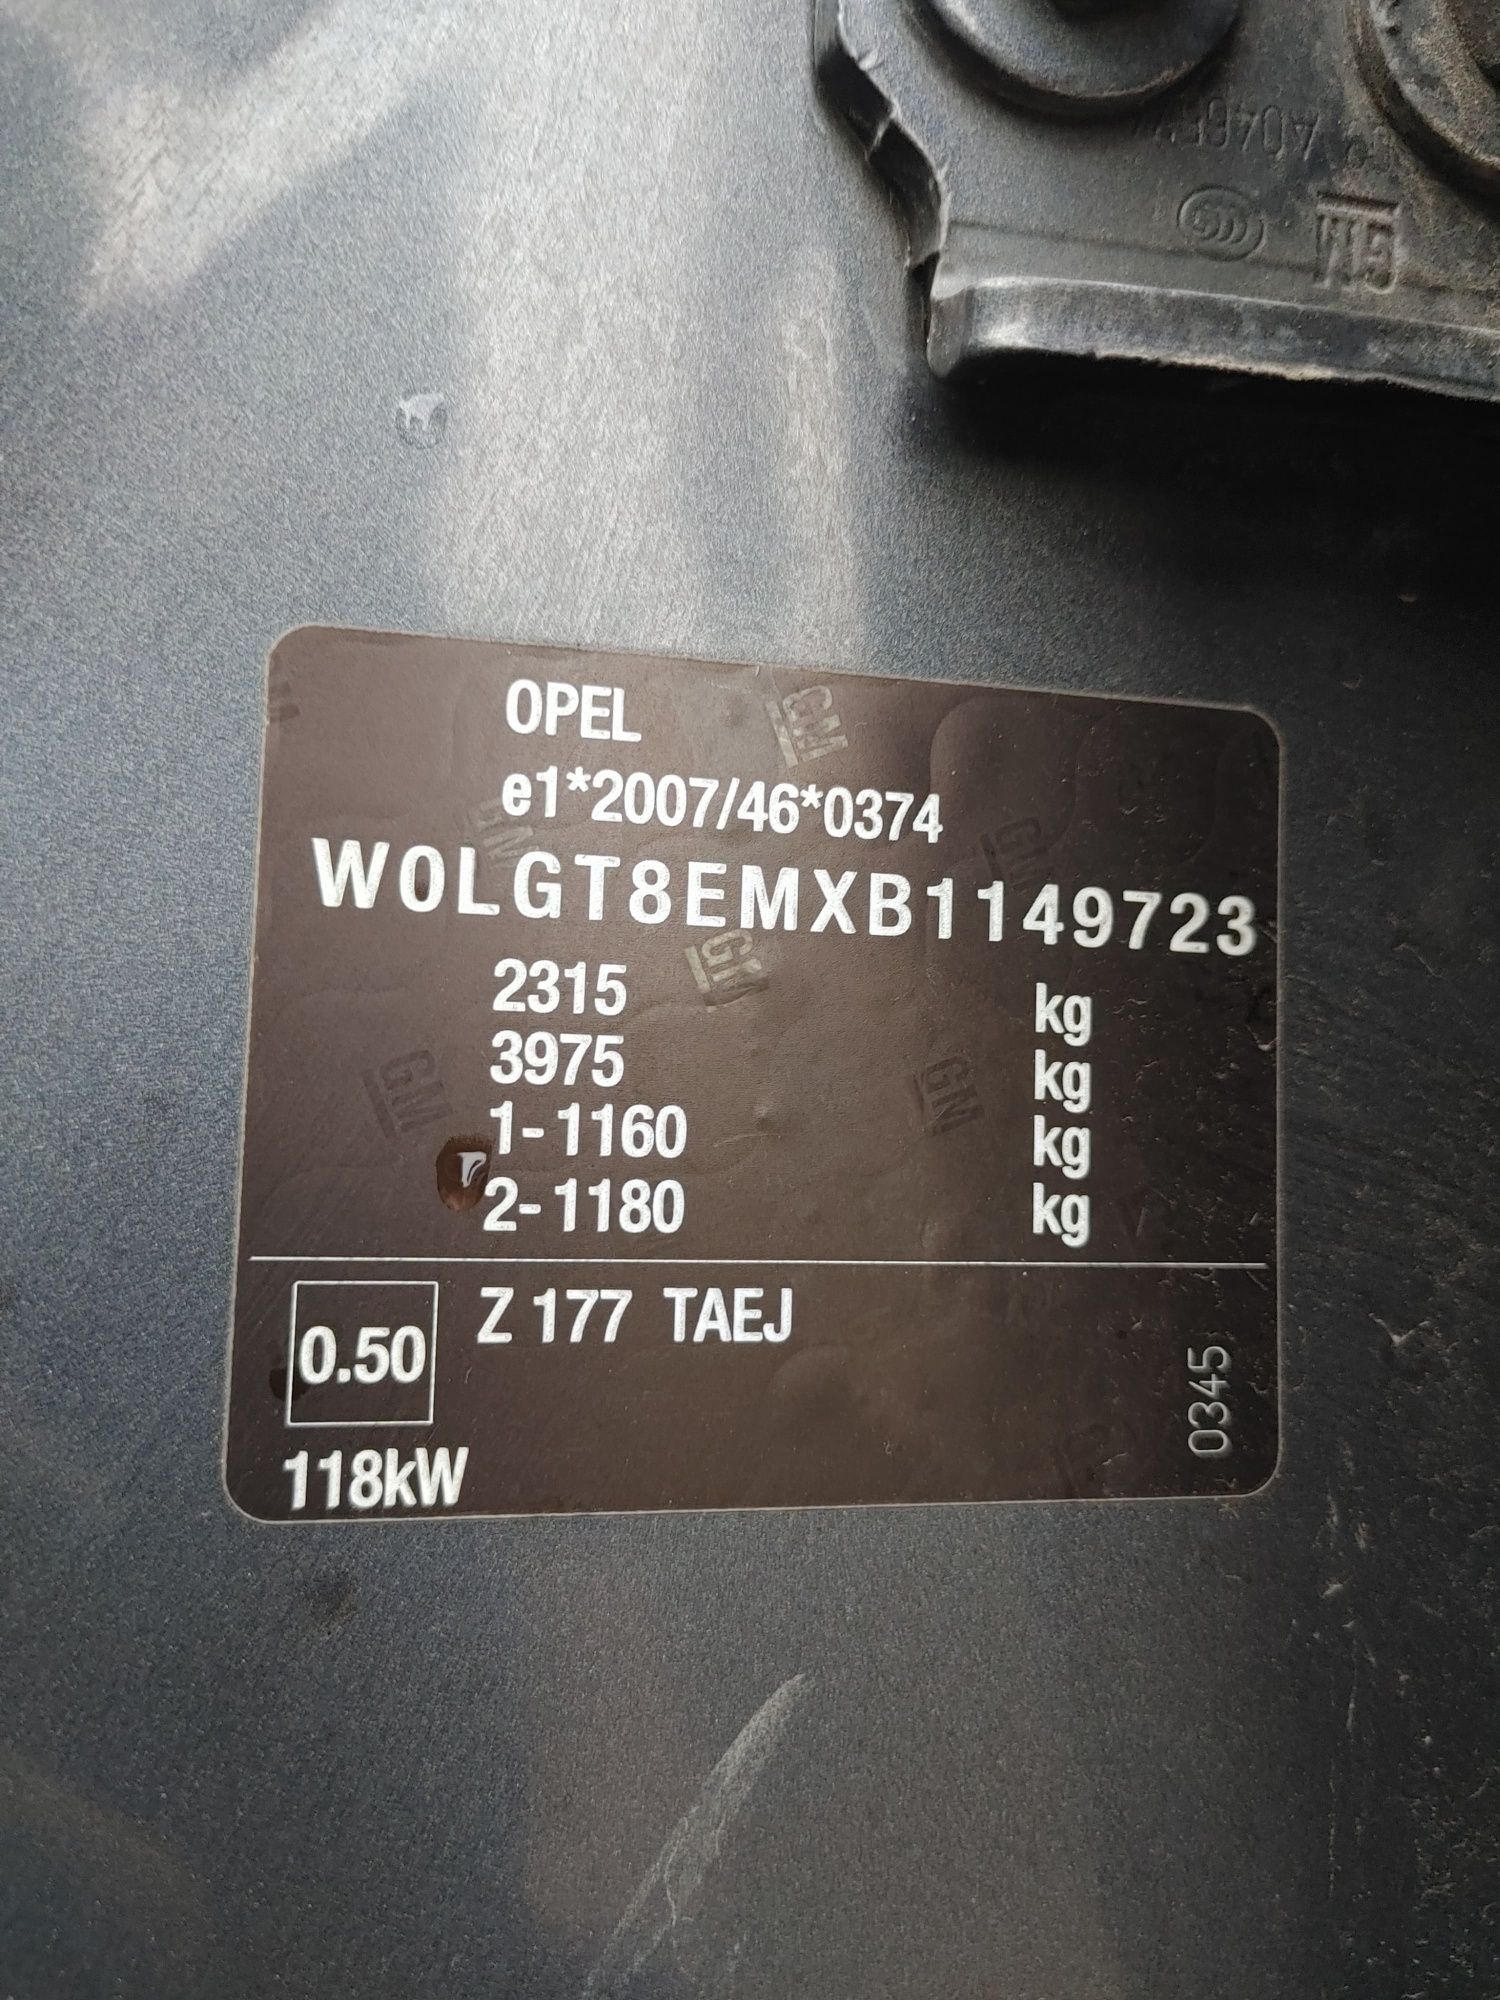 GM
OPEL
e1*2007/46*0374
W0LGT8EMXB1149723
2315 kg
3975 kg
1-1160 kg
2-1180 kg
0.50 Z 177 TAEJ
118kW
0345